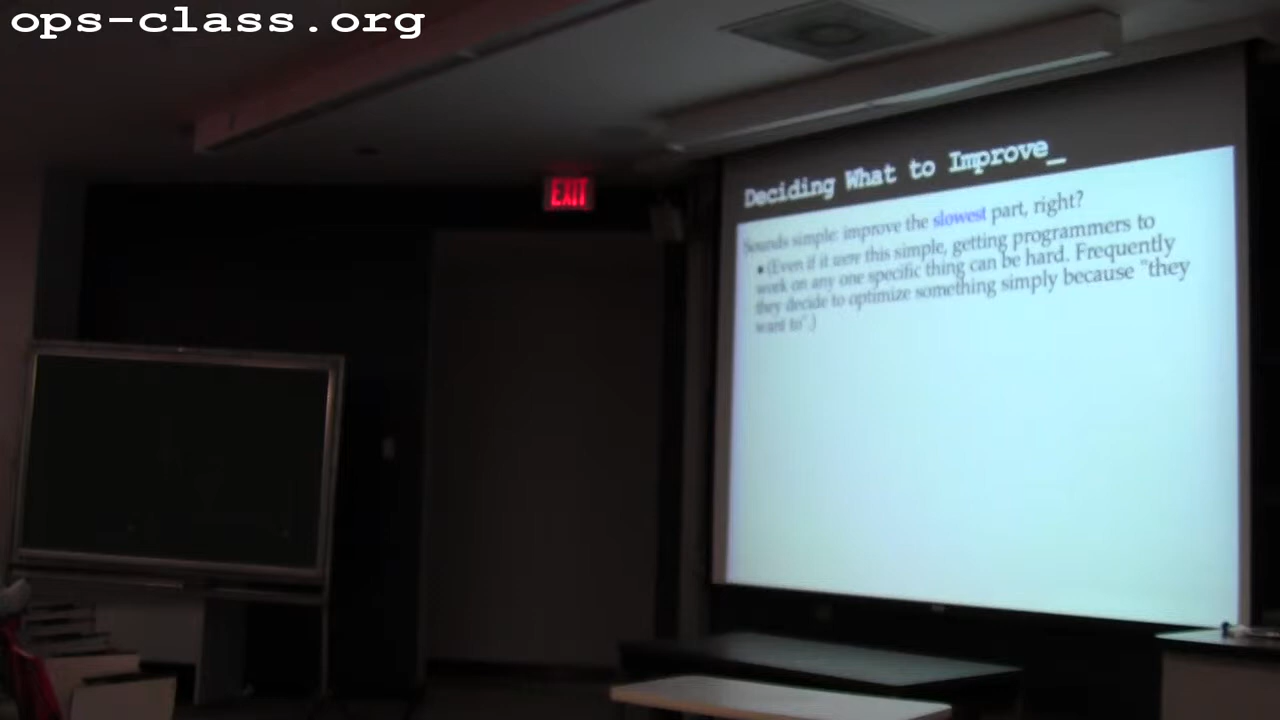 ops-class.org
EXIT
Deciding What to Improve_
Sounds simple: improve the slowest part, right?
• (Even if it were this simple, getting programmers to
work on any one specific thing can be hard. Frequently
they decide to optimize something simply because "they
want to".)